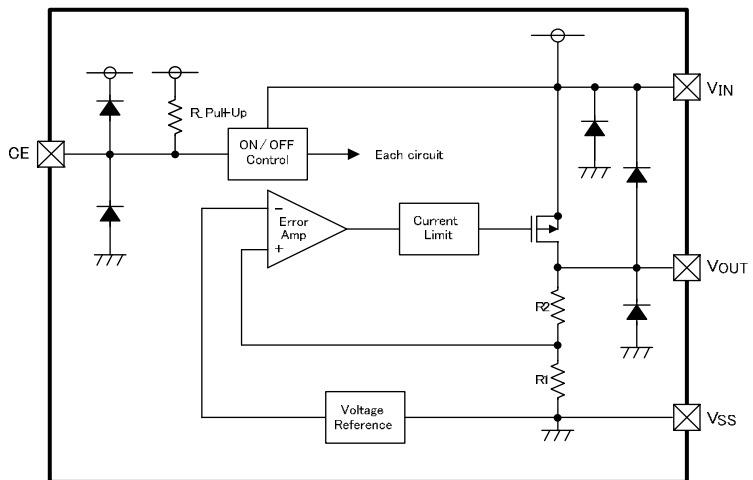 VIN
R_Pull-Up
CE
ON/OFF
Control
Each circuit
-
Error
Amp
+
Current
Limit
VOUT
R2
R1
Voltage
Reference
VSS